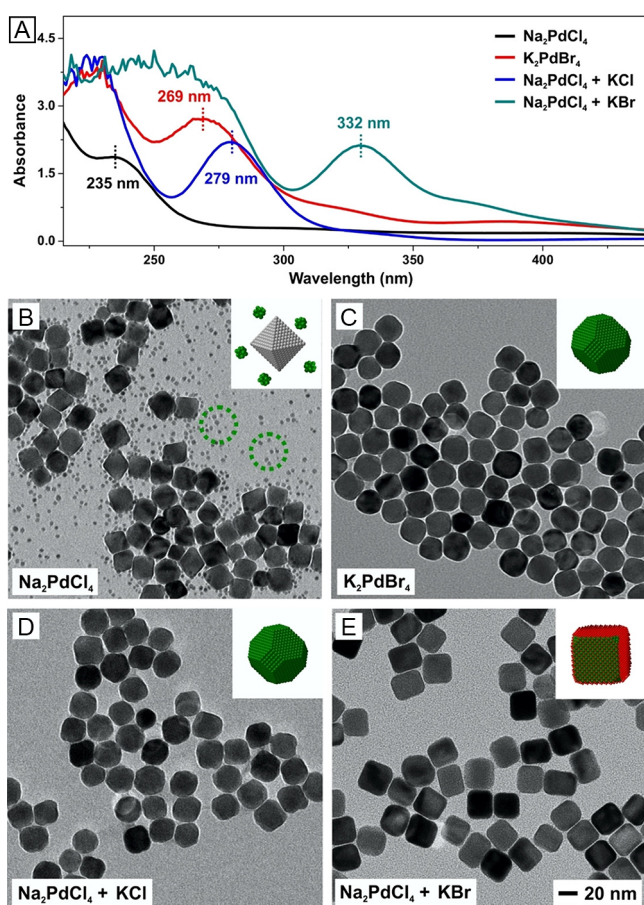 A
4.5
3.0
1.5
0.0
Absorbance
Na₂PdCl₄
K₂PdBr₄
Na₂PdCl₄ + KCl
Na₂PdCl₄ + KBr
269 nm
332 nm
235 nm
279 nm
250
300
350
400
Wavelength (nm)
B
Na₂PdCl₄
C
K₂PdBr₄
D
Na₂PdCl₄ + KCl
E
Na₂PdCl₄ + KBr
20 nm